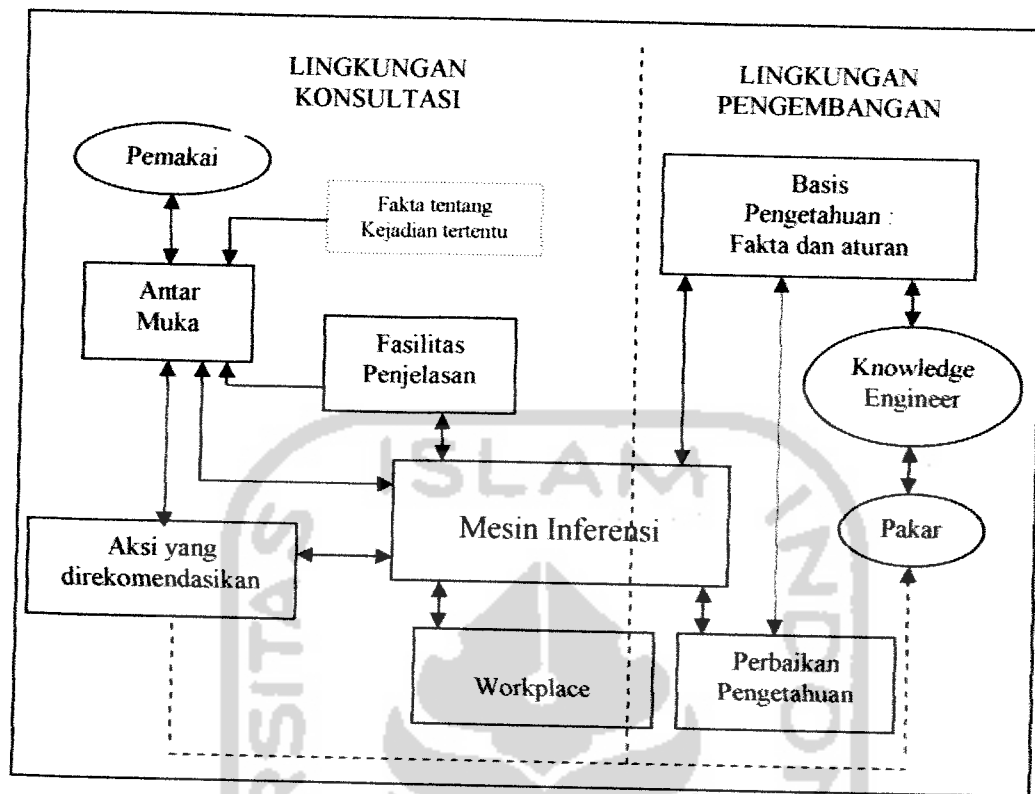 LINGKUNGAN
KONSULTASI
LINGKUNGAN
PENGEMBANGAN
Pemakai
Fakta tentang
Kejadian tertentu
Basis
Pengetahuan :
Fakta dan aturan
Antar
Muka
Fasilitas
Penjelasan
Knowledge
Engineer
Mesin Inferensi
Pakar
Aksi yang
direkomendasikan
Workplace
Perbaikan
Pengetahuan
ISLAM